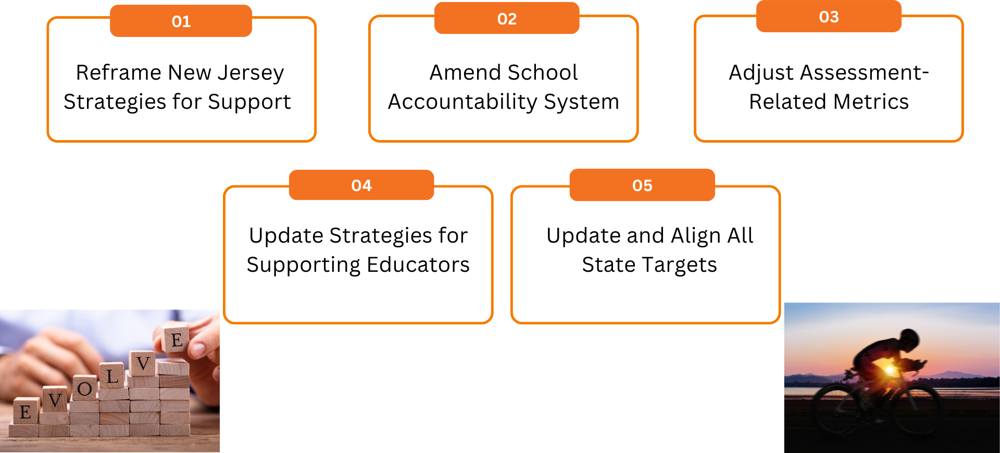 01
Reframe New Jersey
Strategies for Support
02
Amend School
Accountability System
03
Adjust Assessment-
Related Metrics
04
Update Strategies for
Supporting Educators
05
Update and Align All
State Targets
E V O L V E